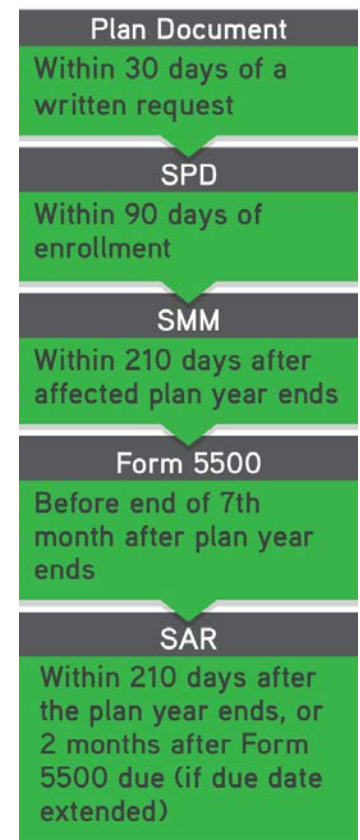 Plan Document
Within 30 days of a
written request
SPD
Within 90 days of
enrollment
SMM
Within 210 days after
affected plan year ends
Form 5500
Before end of 7th
month after plan year
ends
SAR
Within 210 days after
the plan year ends, or
2 months after Form
5500 due (if due date
extended)